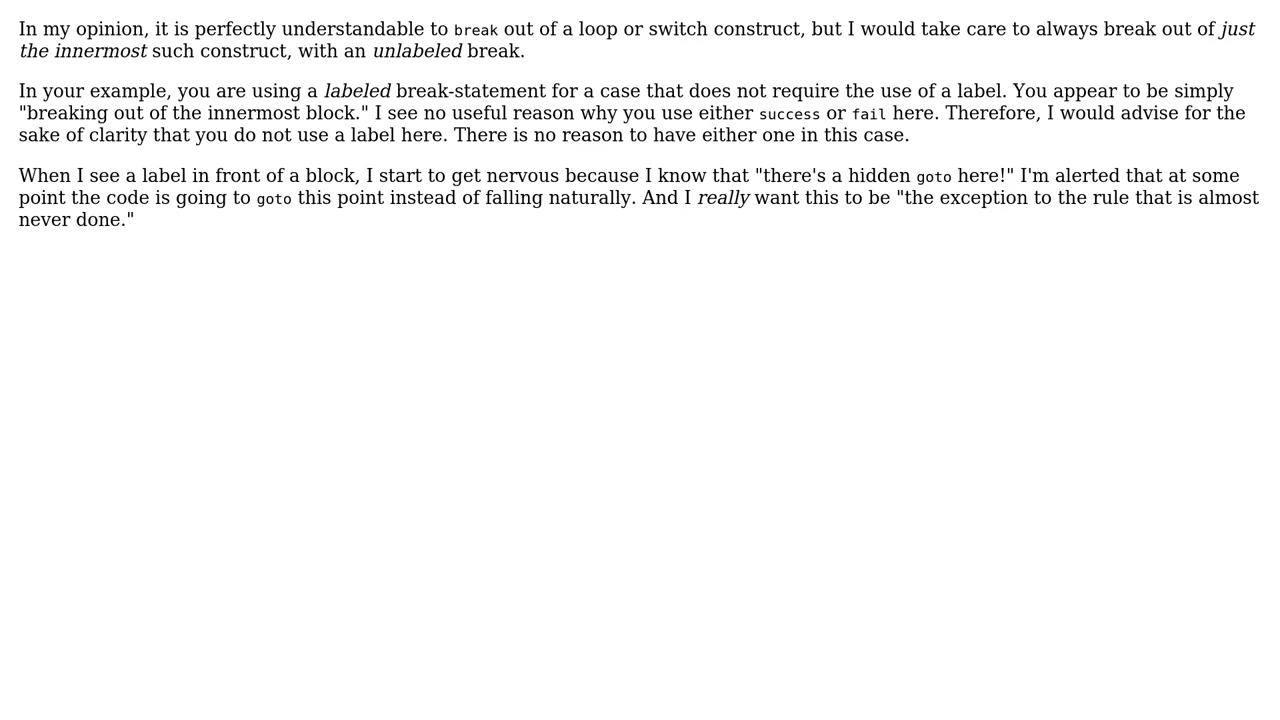 In my opinion, it is perfectly understandable to break out of a loop or switch construct, but I would take care to always break out of just
the innermost such construct, with an unlabeled break.
In your example, you are using a labeled break-statement for a case that does not require the use of a label. You appear to be simply
"breaking out of the innermost block." I see no useful reason why you use either success or fail here. Therefore, I would advise for the
sake of clarity that you do not use a label here. There is no reason to have either one in this case.
When I see a label in front of a block, I start to get nervous because I know that "there's a hidden goto here!" I'm alerted that at some
point the code is going to goto this point instead of falling naturally. And I really want this to be "the exception to the rule that is almost
never done."